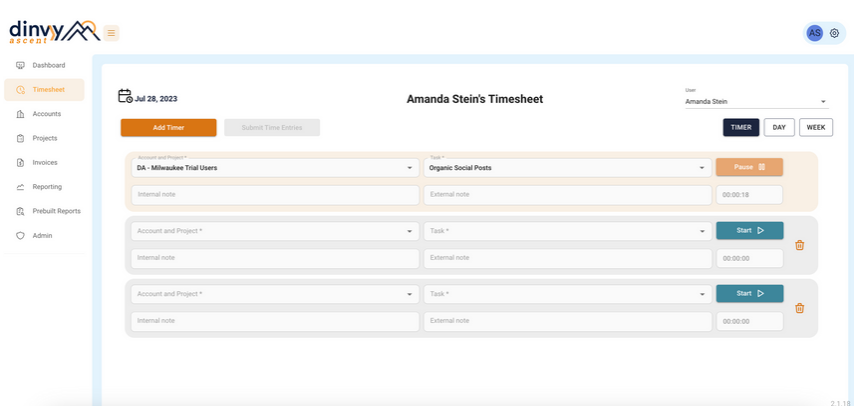 dinvy
ascent
AS
Dashboard
Timesheet
Accounts
Projects
Invoices
Reporting
Prebuilt Reports
Admin
Jul 28, 2023
Amanda Stein's Timesheet
User
Amanda Stein
Add Timer
Submit Time Entries
TIMER
DAY
WEEK
Account and Project *
DA - Milwaukee Trial Users
Task *
Organic Social Posts
Pause
Internal note
External note
00:00:18
Account and Project *
Task *
Start
Internal note
External note
00:00:00
Account and Project *
Task *
Start
Internal note
External note
00:00:00
2.1.18